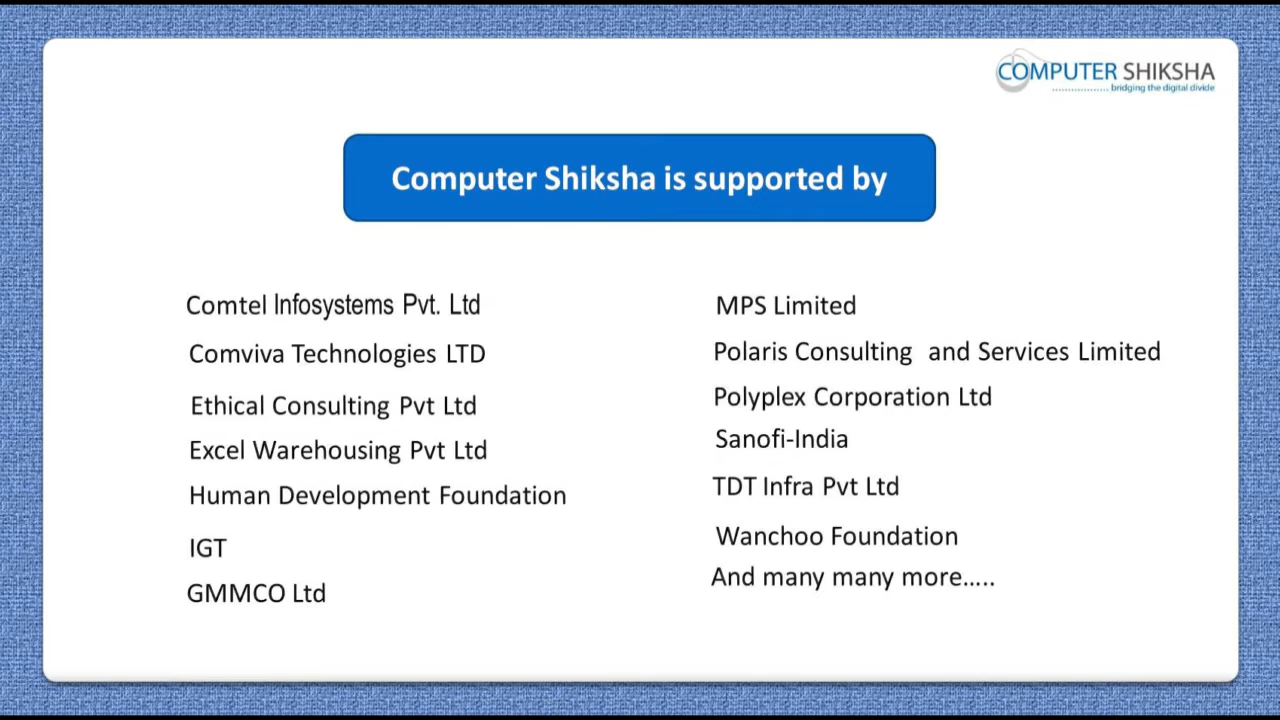 COMPUTER SHIKSHA
bridging the digital divide
Computer Shiksha is supported by
Comtel Infosystems Pvt. Ltd
Comviva Technologies LTD
Ethical Consulting Pvt Ltd
Excel Warehousing Pvt Ltd
Human Development Foundation
IGT
GMMCO Ltd
MPS Limited
Polaris Consulting and Services Limited
Polyplex Corporation Ltd
Sanofi-India
TDT Infra Pvt Ltd
Wanchoo Foundation
And many many more.....